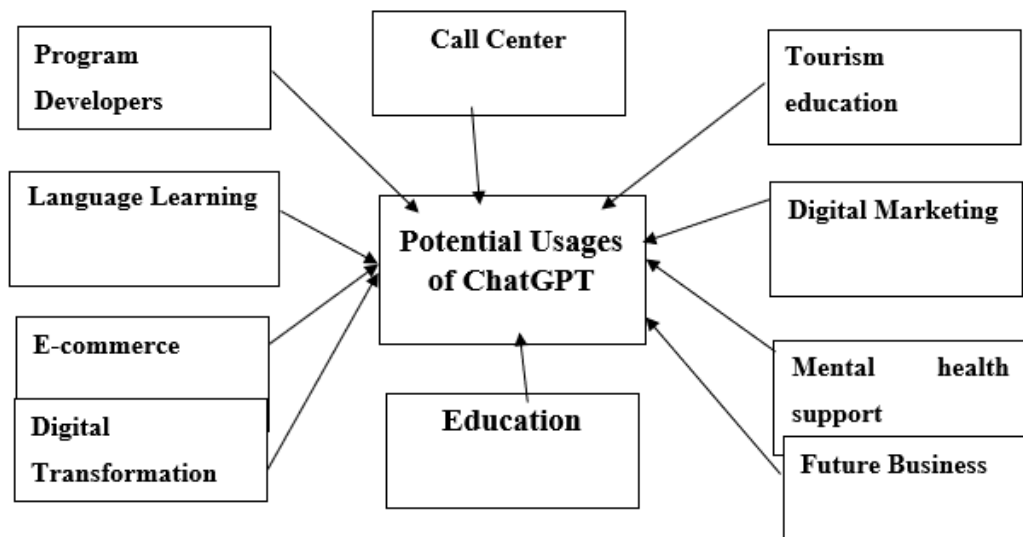 Call Center
Program
Developers
Tourism
education
Language Learning
Digital Marketing
Potential Usages
of ChatGPT
E-commerce
Mental health
support
Digital
Transformation
Education
Future Business